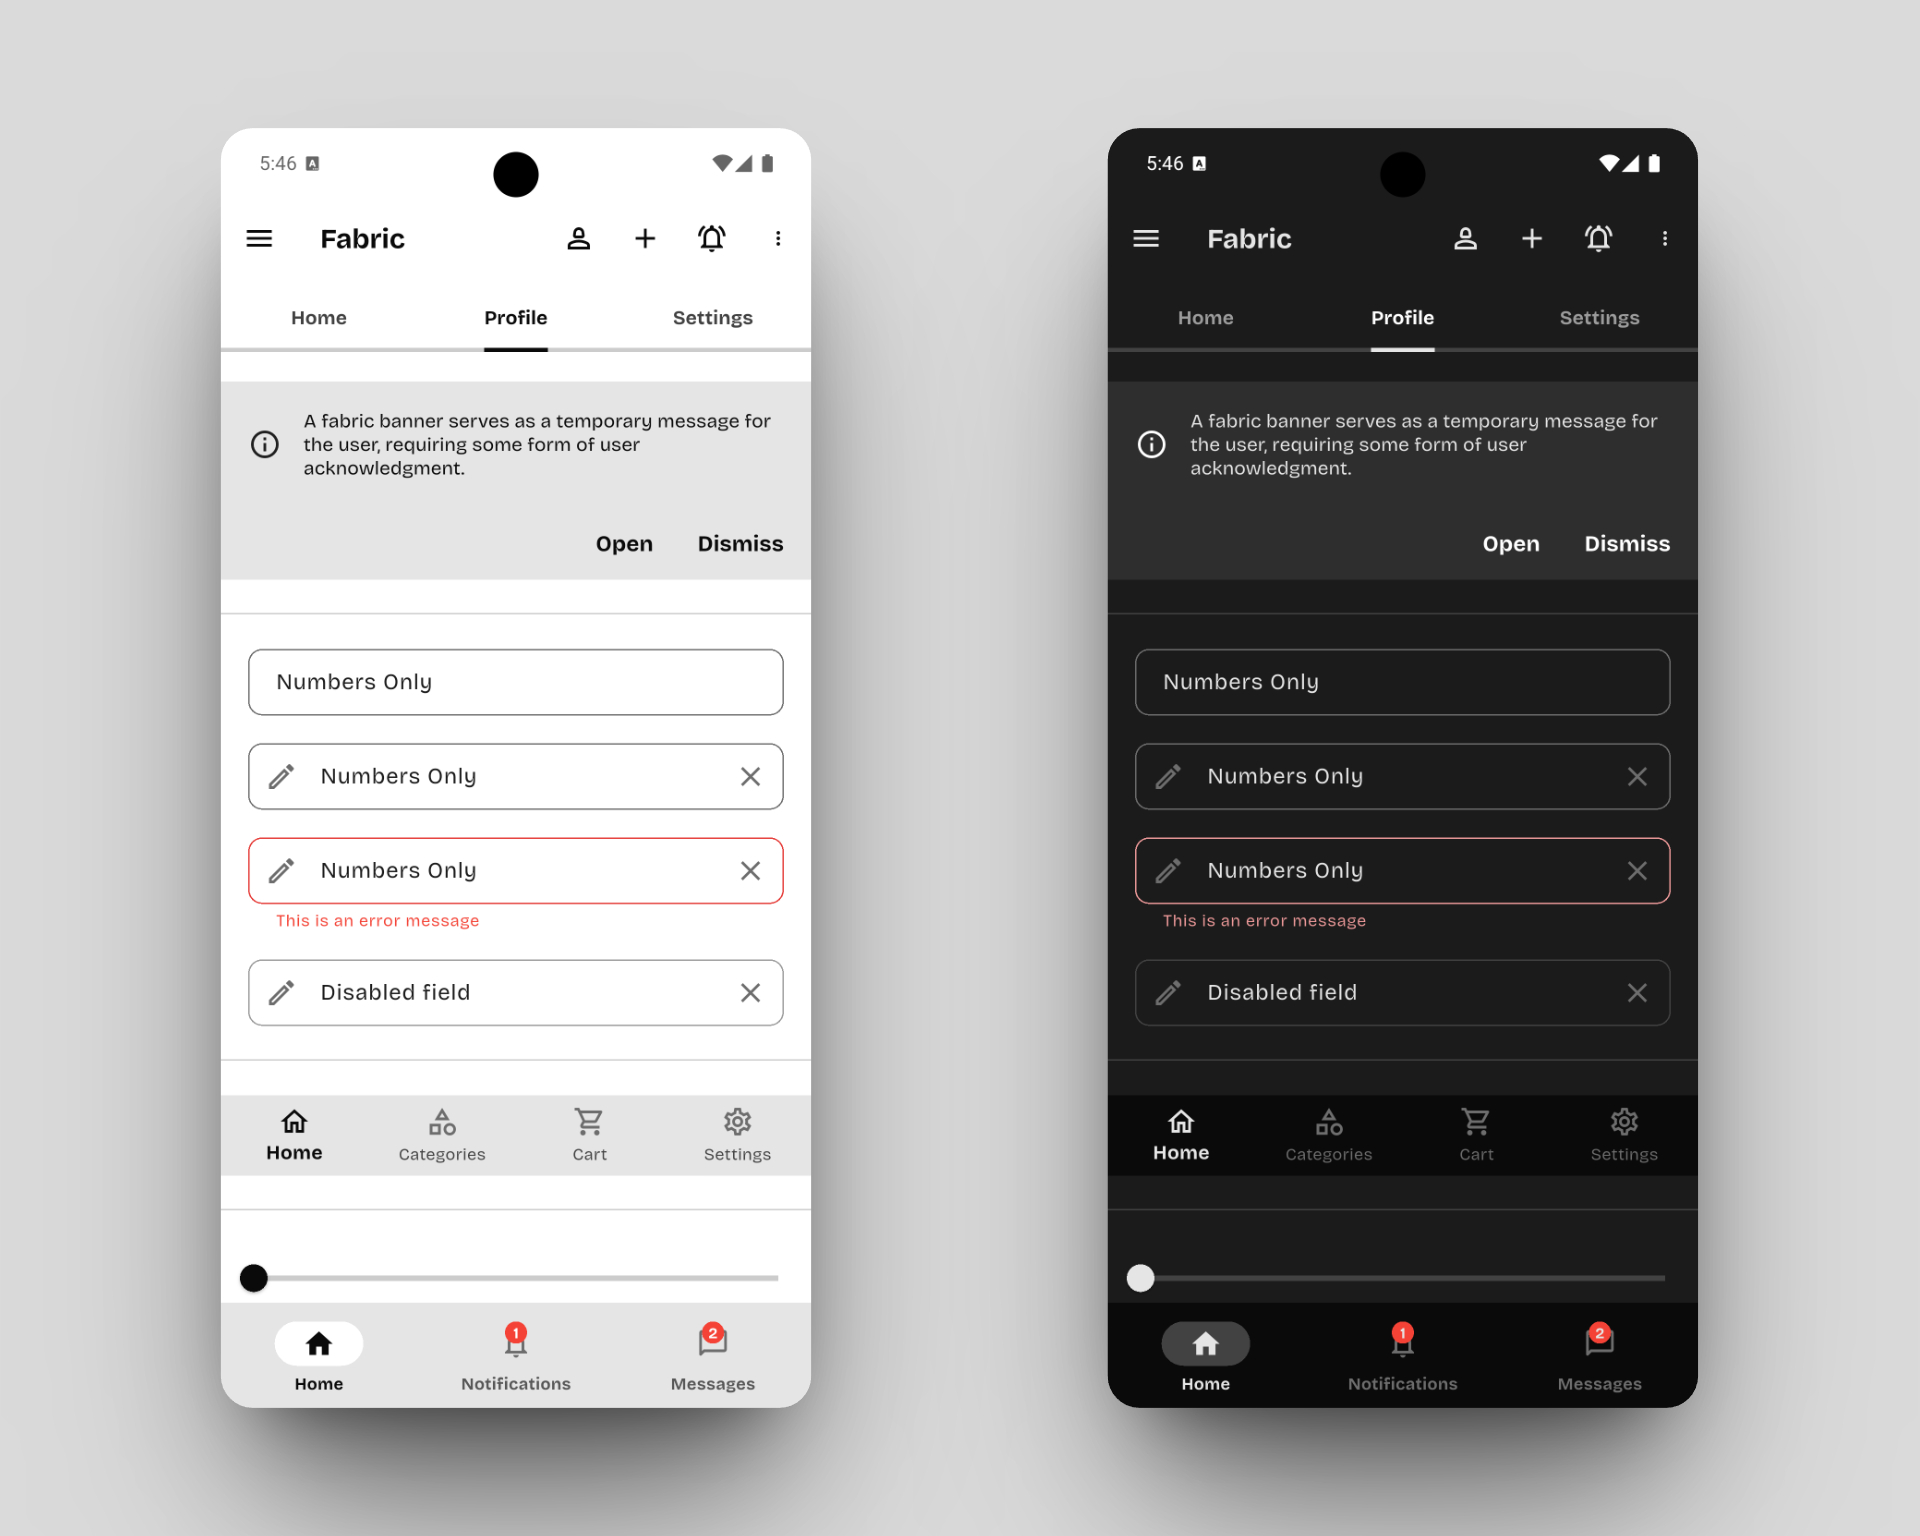 5:46
Fabric
Home Profile Settings
A fabric banner serves as a temporary message for
the user, requiring some form of user
acknowledgment.
Open Dismiss
Numbers Only
Numbers Only
Numbers Only
This is an error message
Disabled field
Home Categories Cart Settings
1 2
Home Notifications Messages
5:46
Fabric
Home Profile Settings
A fabric banner serves as a temporary message for
the user, requiring some form of user
acknowledgment.
Open Dismiss
Numbers Only
Numbers Only
Numbers Only
This is an error message
Disabled field
Home Categories Cart Settings
1 2
Home Notifications Messages